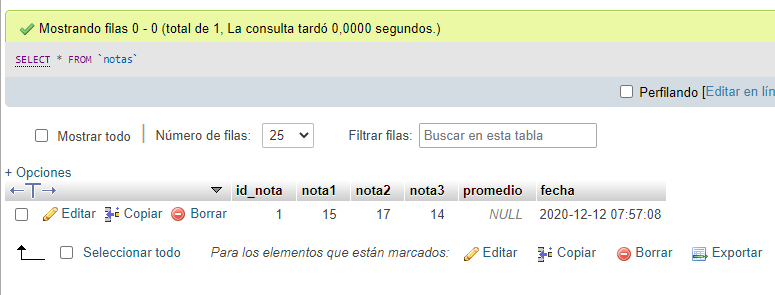 Mostrando filas 0 - 0 (total de 1, La consulta tardó 0,0000 segundos.)
SELECT * FROM `notas`
Perfilando [Editar en lín
Mostrar todo | Número de filas: 25 Filtrar filas: Buscar en esta tabla
+ Opciones
←T→ id_nota nota1 nota2 nota3 promedio fecha
Editar Copiar Borrar 1 15 17 14 NULL 2020-12-12 07:57:08
Seleccionar todo Para los elementos que están marcados: Editar Copiar Borrar Exportar